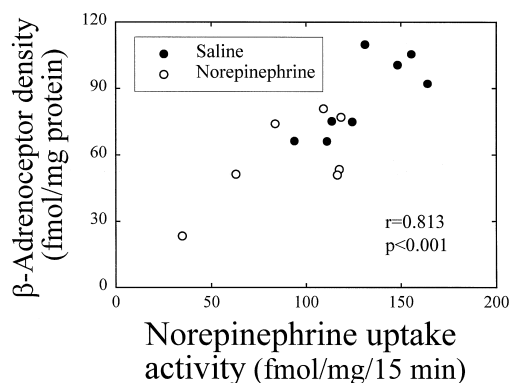 β-Adrenoceptor density
(fmol/mg protein)
120
90
60
30
0
Saline
Norepinephrine
r=0.813
p<0.001
0 50 100 150 200
Norepinephrine uptake
activity (fmol/mg/15 min)